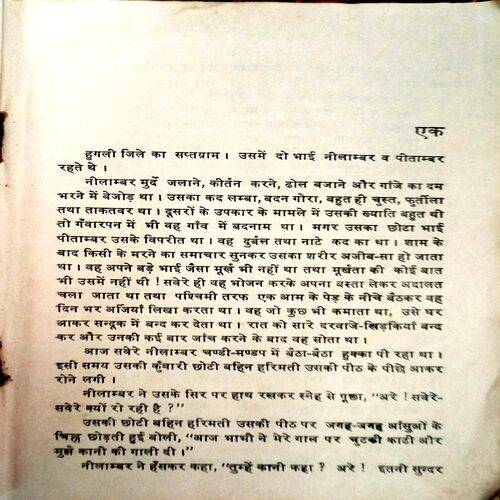 एक
हुगली जिले का सप्तग्राम। उसमें दो भाई नीलाम्बर व पीताम्बर
रहते थे।
नीलाम्बर मुर्दे जलाने, कीर्तन करने, ढोल बजाने और गांजे का दम
भरने में बेजोड़ था। उसका कद लम्बा, बदन गोरा, बहुत ही चुस्त, फुर्तीला
तथा ताकतवर था। दूसरों के उपकार के मामले में उसकी ख्याति बहुत थी
तो गँवारपन में भी वह गाँव में बदनाम था। मगर उसका छोटा भाई
पीताम्बर उसके विपरीत था। वह दुर्बल तथा नाटे कद का था। शाम के
बाद किसी के मरने का समाचार सुनकर उसका शरीर अजीब-सा हो जाता
था। वह अपने बड़े भाई जैसा मूर्ख भी नहीं था तथा मूर्खता की कोई बात
भी उसमें नहीं थी! सवेरे ही वह भोजन करके अपना बस्ता लेकर अदालत
चला जाता था तथा पश्चिमी तरफ एक आम के पेड़ के नीचे बैठकर वह
दिन भर अर्जियाँ लिखा करता था। वह जो कुछ भी कमाता था, उसे घर
आकर सन्दूक में बन्द कर देता था। रात को सारे दरवाजे-खिड़कियाँ बन्द
कर और उनकी कई बार जाँच करने के बाद वह सोता था।
आज सवेरे नीलाम्बर चण्डी-मण्डप में बैठा-बैठा हुक्का पी रहा था।
इसी समय उसकी कुँवारी छोटी बहिन हरिमती उसकी पीठ के पीछे आकर
रोने लगी।
नीलाम्बर ने उसके सिर पर हाथ रखकर स्नेह से पूछा, “अरे! सवेरे-
सवेरे क्यों रो रही है?”
उसकी छोटी बहिन हरिमती उसकी पीठ पर जगह-जगह आँसुओं के
चिह्न छोड़ती हुई बोली, “आज भाभी ने मेरे गाल पर चुटकी काटी और
मुझे कानी की गाली दी।”
नीलाम्बर ने हँसकर कहा, “तुम्हें कानी कहा? अरे! इतनी सुन्दर